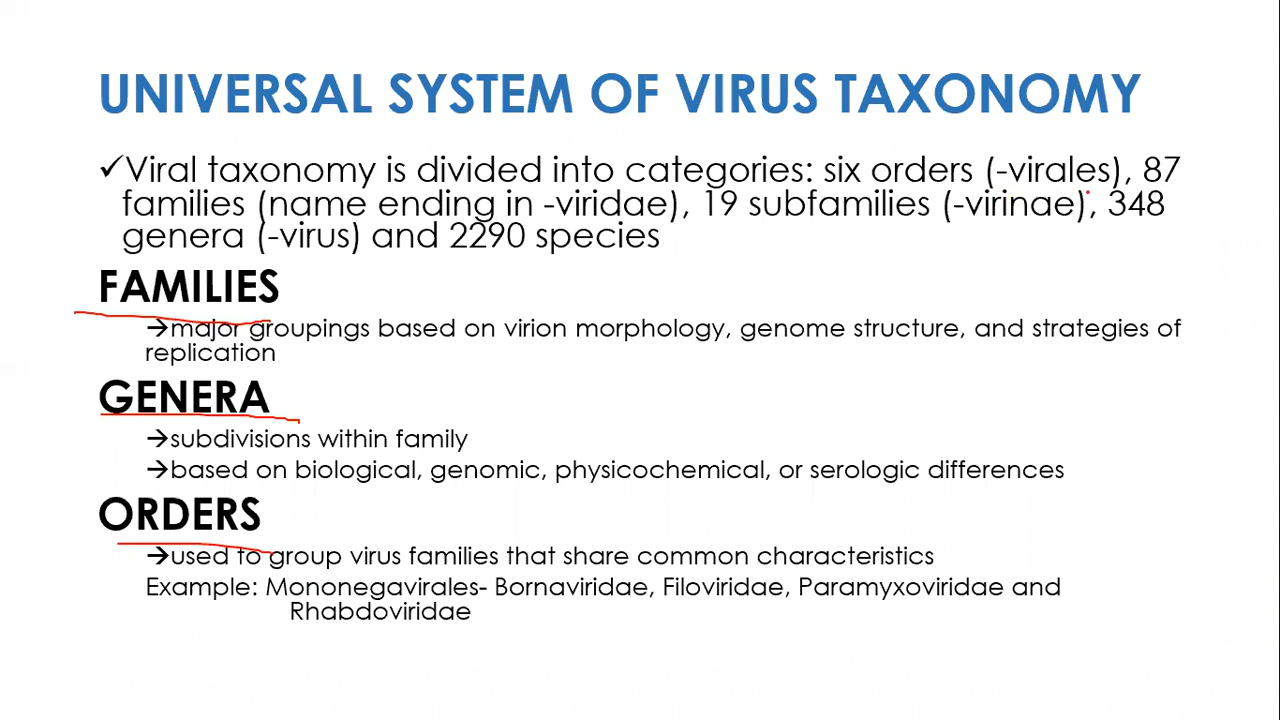 UNIVERSAL SYSTEM OF VIRUS TAXONOMY
✓Viral taxonomy is divided into categories: six orders (-virales), 87
families (name ending in -viridae), 19 subfamilies (-virinae), 348
genera (-virus) and 2290 species
FAMILIES
→major groupings based on virion morphology, genome structure, and strategies of
replication
GENERA
→subdivisions within family
→based on biological, genomic, physicochemical, or serologic differences
ORDERS
→used to group virus families that share common characteristics
Example: Mononegavirales- Bornaviridae, Filoviridae, Paramyxoviridae and
Rhabdoviridae